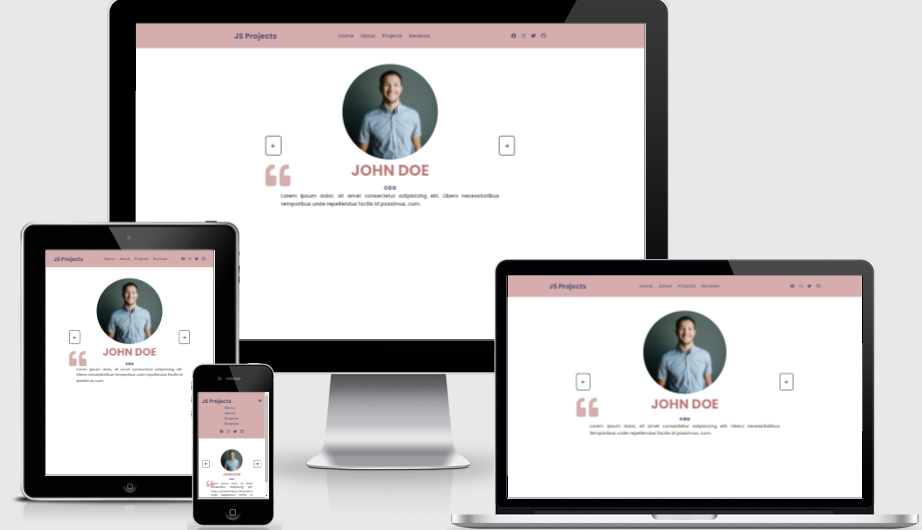 JS Projects
Home About Projects Reviews
JOHN DOE
CEO
Lorem ipsum dolor, sit amet consectetur adipisicing elit. Libero necessitatibus
temporibus unde repellendus facilis id possimus, cum.
JS Projects
Home About Projects Reviews
JOHN DOE
CEO
Lorem ipsum dolor, sit amet consectetur adipisicing elit.
Libero necessitatibus temporibus unde repellendus facilis id
possimus, cum.
JS Projects
Home
About
Projects
Reviews
JOHN DOE
JS Projects
Home About Projects Reviews
JOHN DOE
CEO
Lorem ipsum dolor, sit amet consectetur adipisicing elit. Libero necessitatibus
temporibus unde repellendus facilis id possimus, cum.